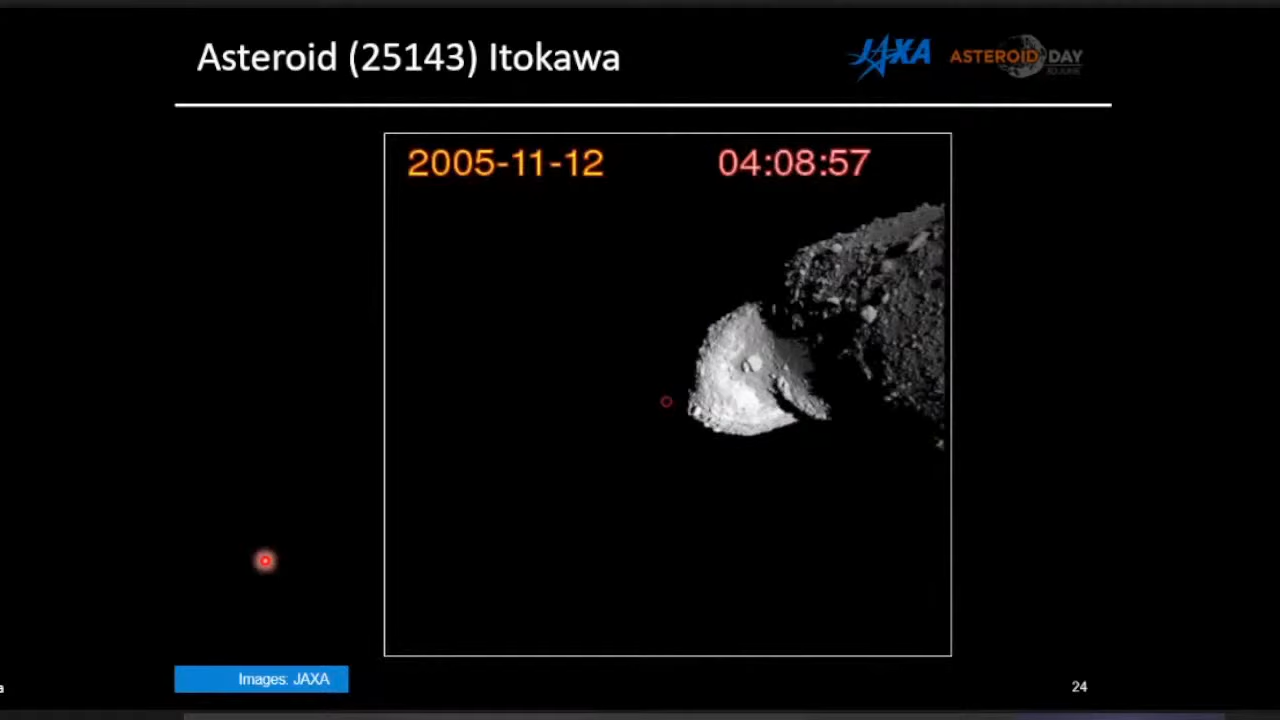 Asteroid (25143) Itokawa
JAXA
ASTEROID DAY
2005-11-12
04:08:57
Images: JAXA
24